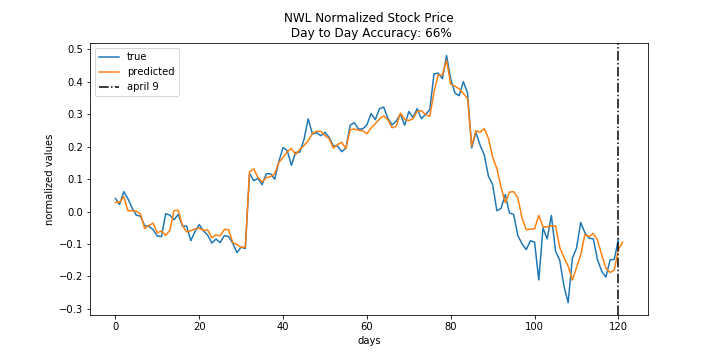 NWL Normalized Stock Price
Day to Day Accuracy: 66%
true
predicted
april 9
normalized values
0.5
0.4
0.3
0.2
0.1
0.0
−0.1
−0.2
−0.3
0
20
40
60
80
100
120
days